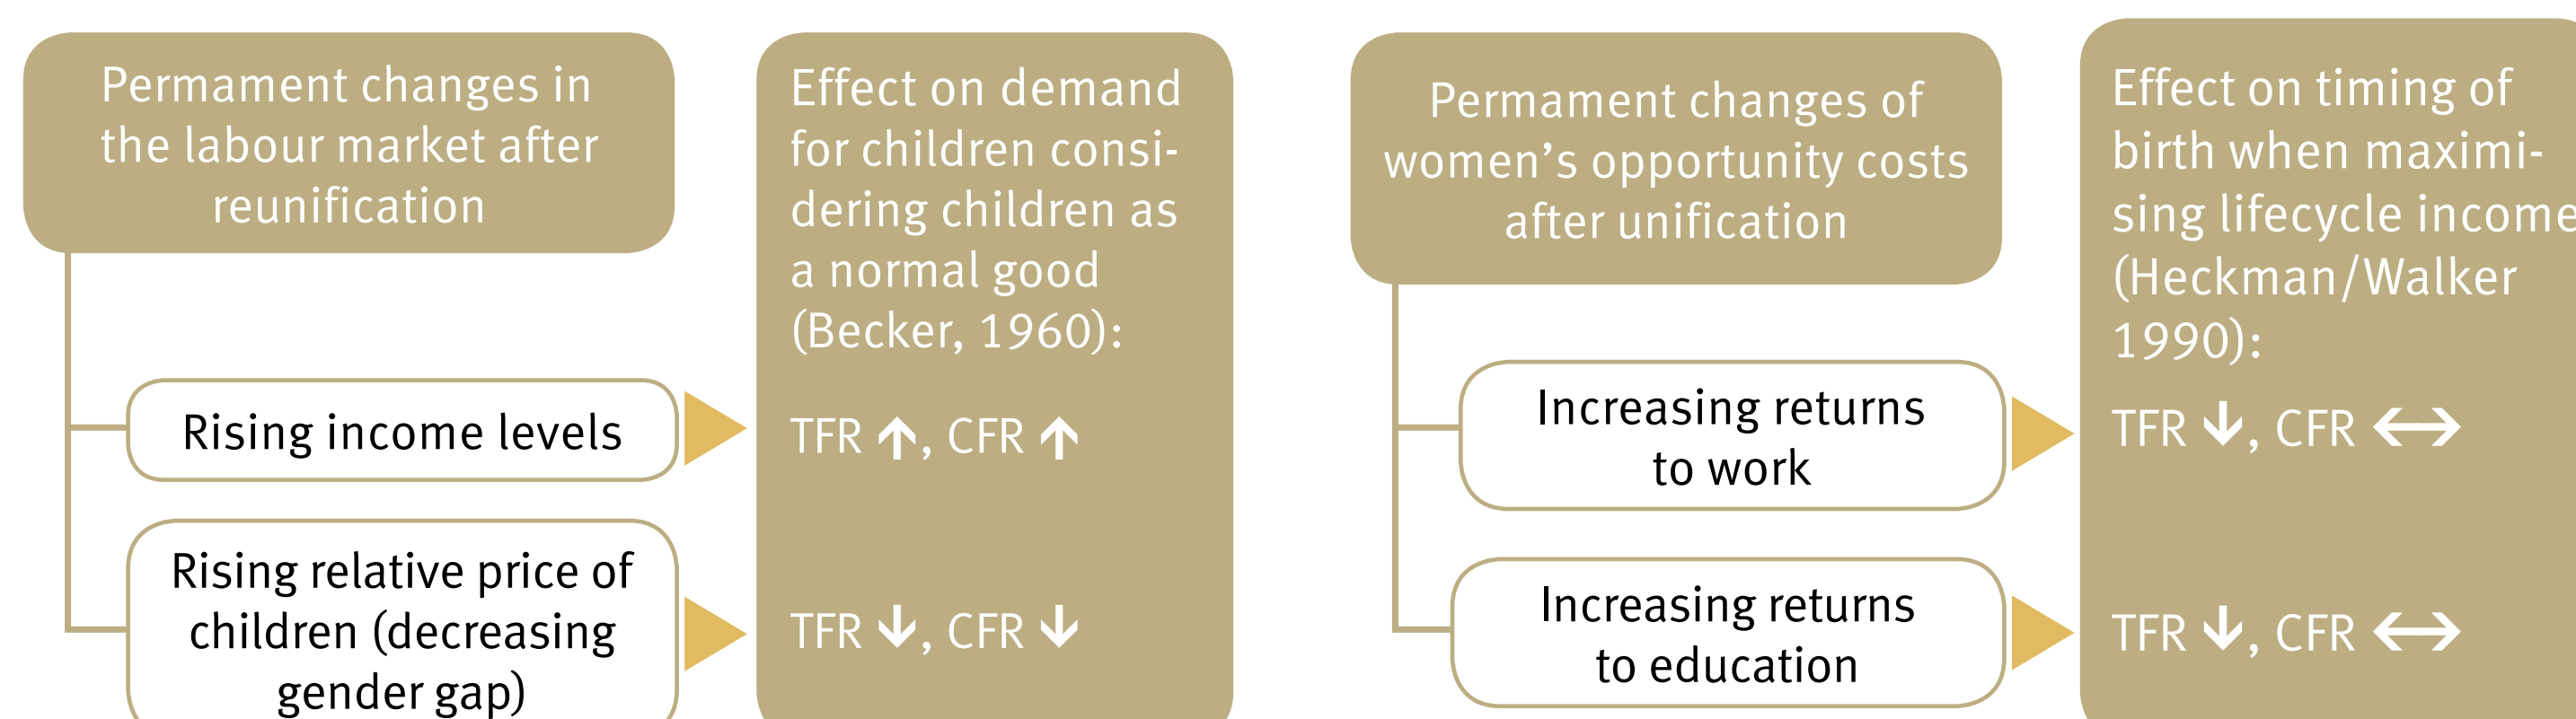 Permament changes in
the labour market after
reunification
Effect on demand
for children consi-
dering children as
a normal good
(Becker, 1960):
Rising income levels
TFR ↑, CFR ↑
Rising relative price of
children (decreasing
gender gap)
TFR ↓, CFR ↓
Permament changes of
women’s opportunity costs
after unification
Effect on timing of
birth when maximi-
sing lifecycle income
(Heckman/Walker
1990):
Increasing returns
to work
TFR ↓, CFR ↔
Increasing returns
to education
TFR ↓, CFR ↔